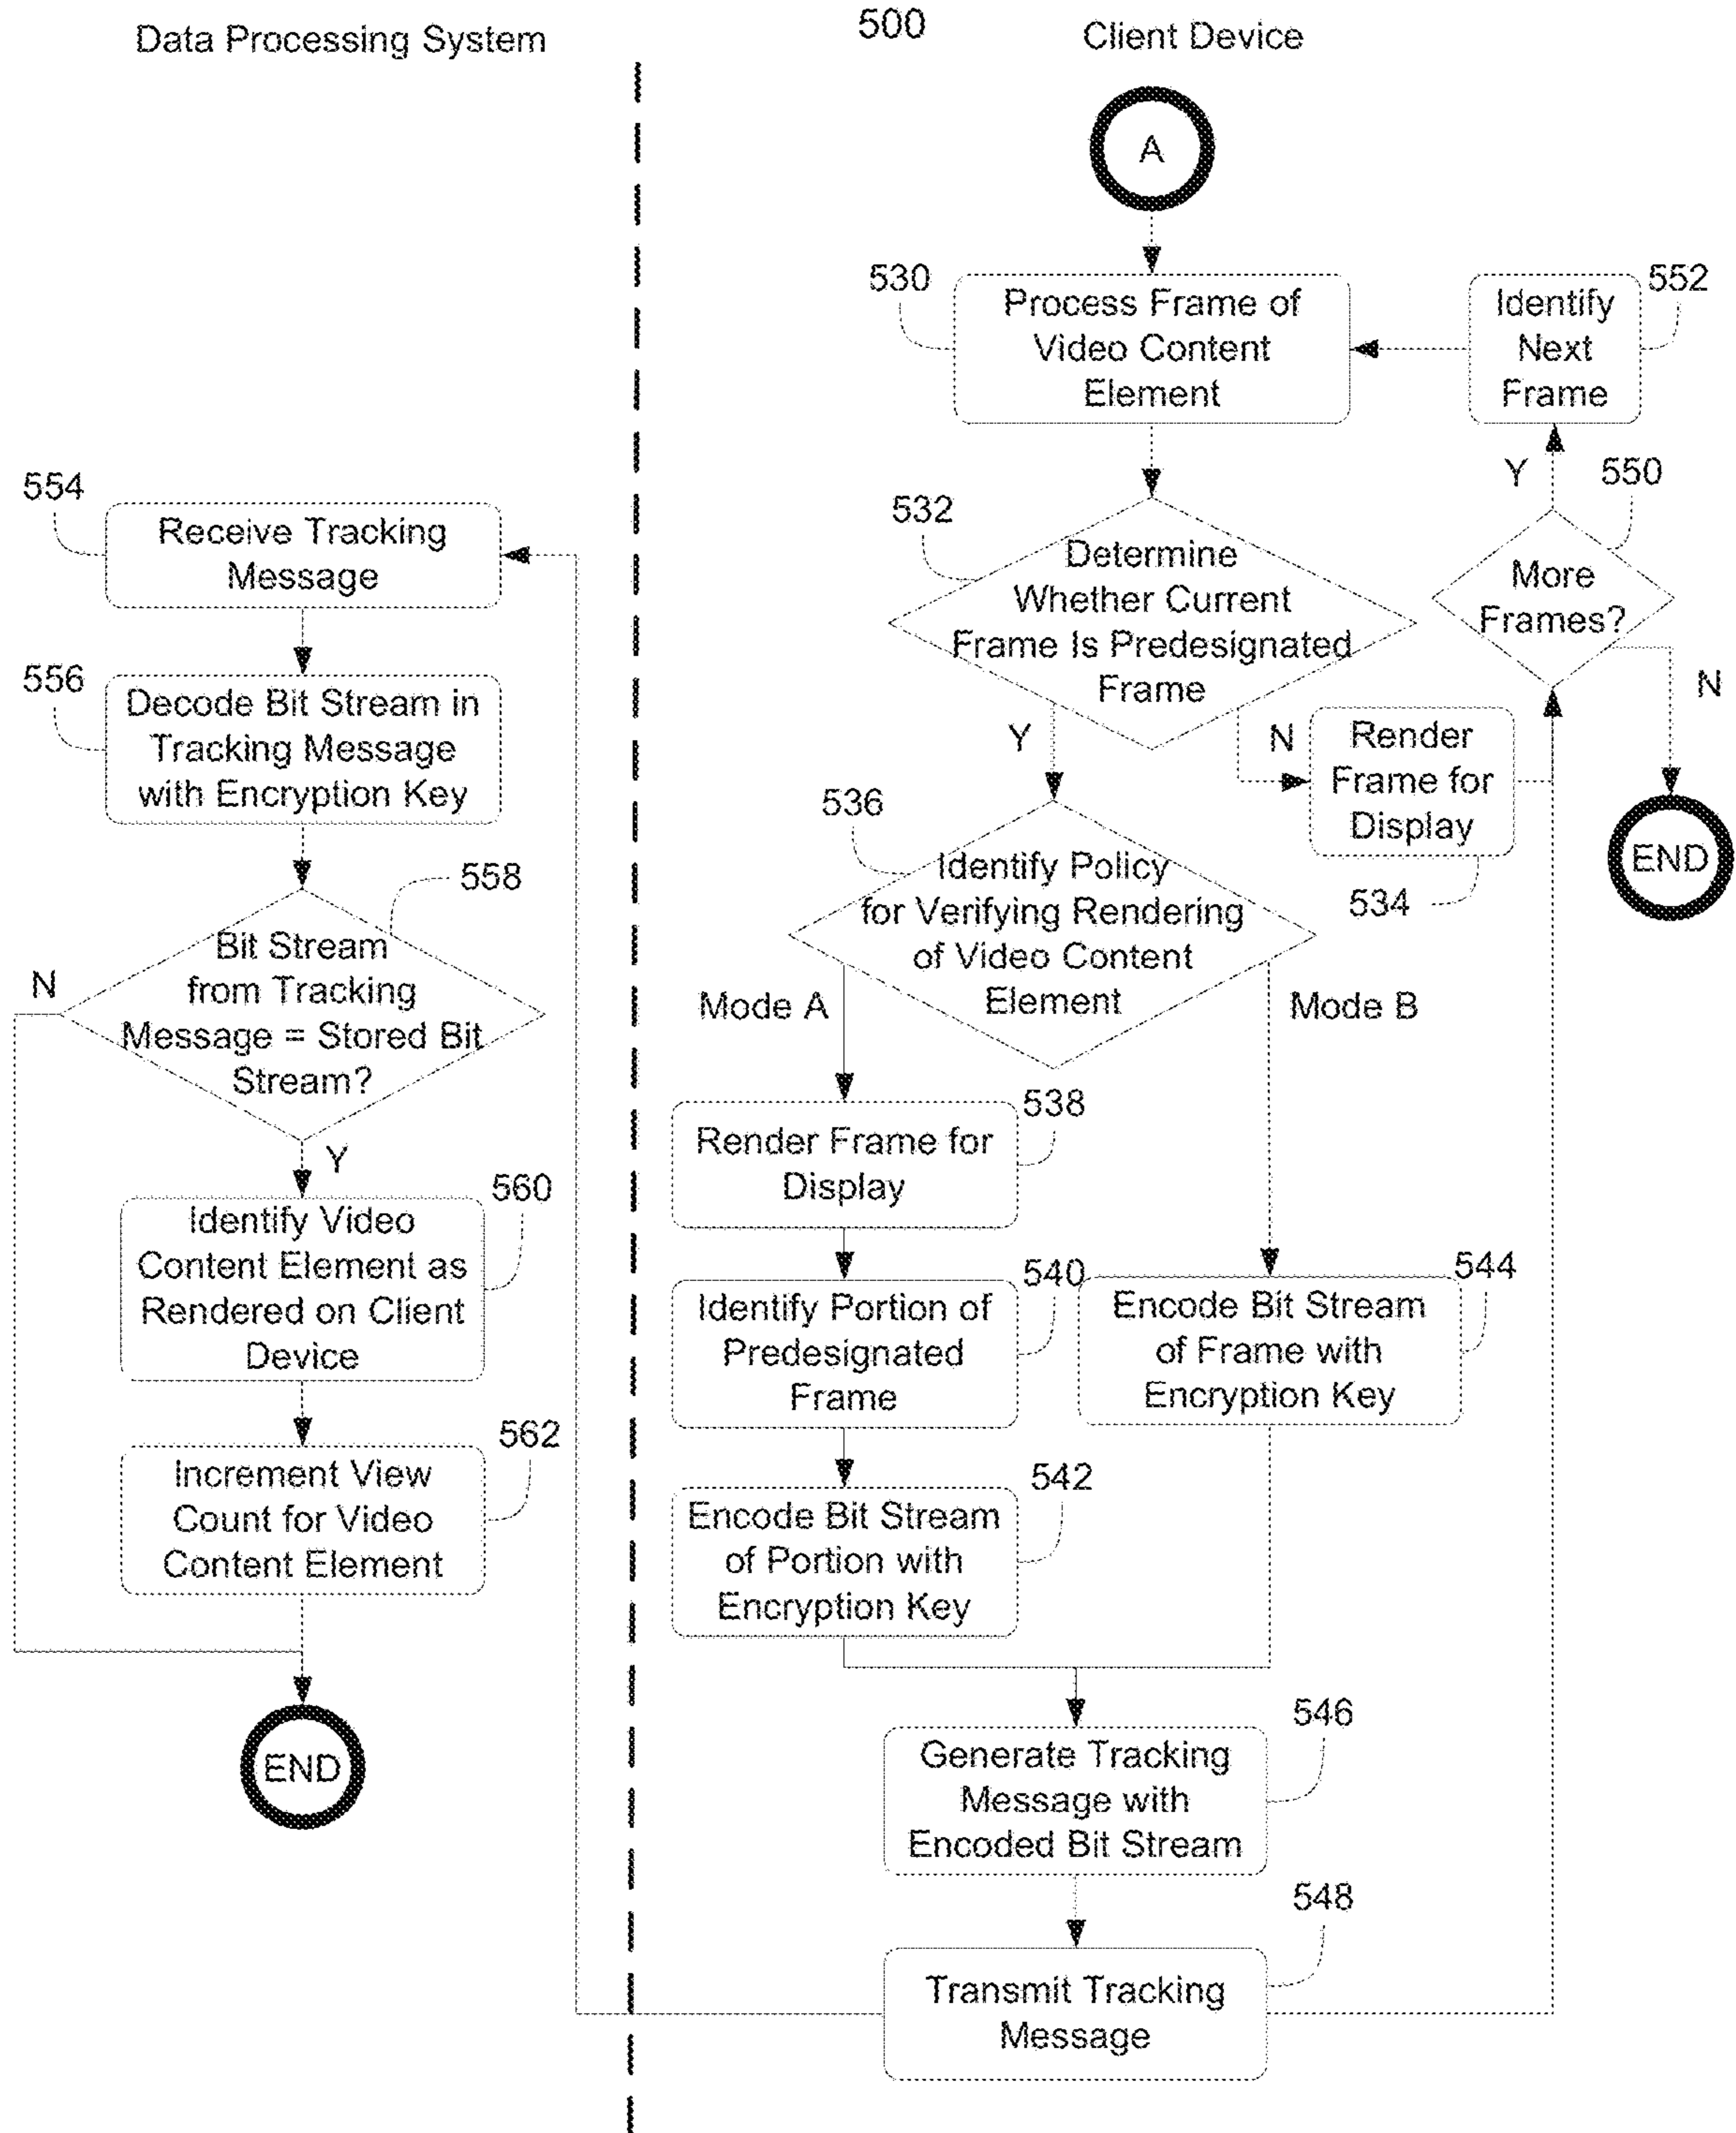 Data Processing System
500
Client Device
A
530
Process Frame of
Video Content
Element
Identify
Next
Frame
552
Y
550
More
Frames?
N
END
532
Determine
Whether Current
Frame Is Predesignated
Frame
Y
N
Render
Frame for
Display
534
536
Identify Policy
for Verifying Rendering
of Video Content
Element
Mode A
Mode B
538
Render Frame for
Display
540
Identify Portion of
Predesignated
Frame
542
Encode Bit Stream
of Portion with
Encryption Key
544
Encode Bit Stream
of Frame with
Encryption Key
546
Generate Tracking
Message with
Encoded Bit Stream
548
Transmit Tracking
Message
554
Receive Tracking
Message
556
Decode Bit Stream in
Tracking Message
with Encryption Key
558
Bit Stream
from Tracking
Message = Stored Bit
Stream?
N
Y
560
Identify Video
Content Element as
Rendered on Client
Device
562
Increment View
Count for Video
Content Element
END